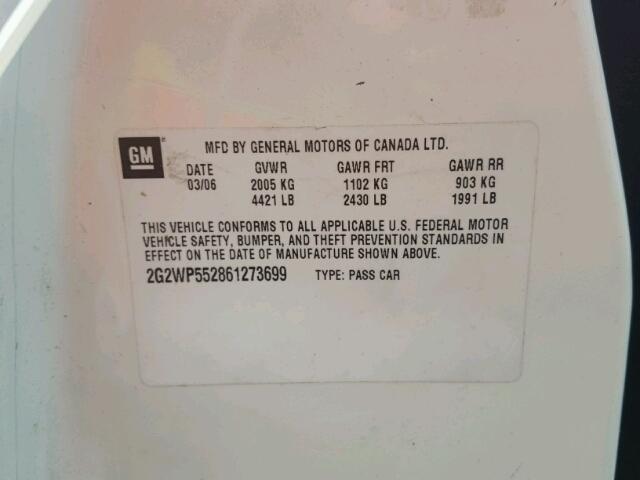 GM MFD BY GENERAL MOTORS OF CANADA LTD.
DATE GVWR GAWR FRT GAWR RR
03/06 2005 KG 1102 KG 903 KG
4421 LB 2430 LB 1991 LB
THIS VEHICLE CONFORMS TO ALL APPLICABLE U.S. FEDERAL MOTOR
VEHICLE SAFETY, BUMPER, AND THEFT PREVENTION STANDARDS IN
EFFECT ON THE DATE OF MANUFACTURE SHOWN ABOVE.
2G2WP552861273699 TYPE: PASS CAR